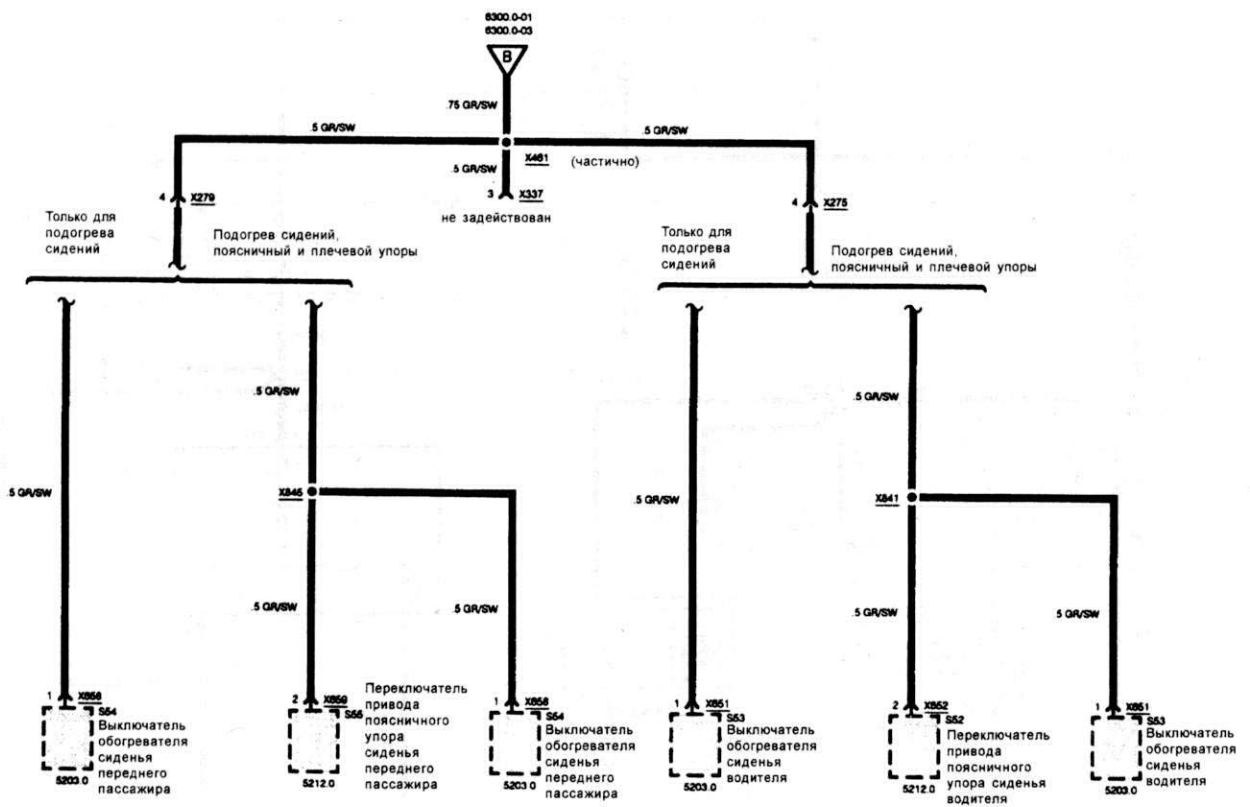 6300.0-01
6300.0-03
B
.75 GR/SW
.5 GR/SW
.5 GR/SW
X461 (частично)
.5 GR/SW
3 X337
не задействован
4 X279
4 X275
Только для
подогрева
сидений
Подогрев сидений,
поясничный и плечевой упоры
Только для
подогрева
сидений
Подогрев сидений,
поясничный и плечевой упоры
.5 GR/SW
.5 GR/SW
.5 GR/SW
X845
.5 GR/SW
X841
.5 GR/SW
.5 GR/SW
.5 GR/SW
.5 GR/SW
5 GR/SW
1 X858
S54
Выключатель
обогревателя
сиденья
переднего
пассажира
5203.0
2 X859
S55
Переключатель
привода
поясничного
упора
сиденья
переднего
пассажира
5212.0
1 X858
S54
Выключатель
обогревателя
сиденья
переднего
пассажира
5203.0
1 X851
S53
Выключатель
обогревателя
сиденья
водителя
5203.0
2 X852
S52
Переключатель
привода
поясничного
упора сиденья
водителя
5212.0
1 X851
S53
Выключатель
обогревателя
сиденья
водителя
5203.0